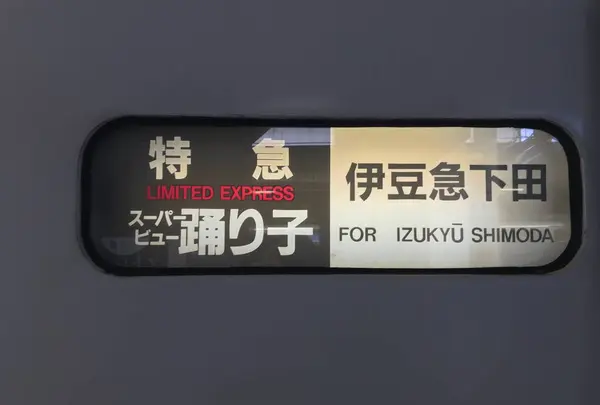 特急
LIMITED EXPRESS
スーパー
ビュー踊り子
伊豆急下田
FOR IZUKYŪ SHIMODA